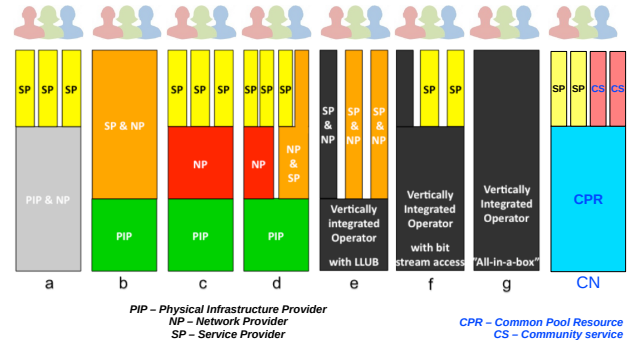 SP SP SP
PIP & NP
a
SP & NP
PIP
b
SP SP SP
NP
PIP
c
SP SP SP
NP
NP
&
SP
PIP
d
SP
&
NP
SP
&
NP
SP
&
NP
Vertically
integrated
Operator
with LLUB
e
SP SP
Vertically
Integrated
Operator
with bit
stream access
f
Vertically
Integrated
Operator
"All-in-a-box"
g
SP SP CS CS
CPR
CN
PIP – Physical Infrastructure Provider
NP – Network Provider
SP – Service Provider
CPR – Common Pool Resource
CS – Community service